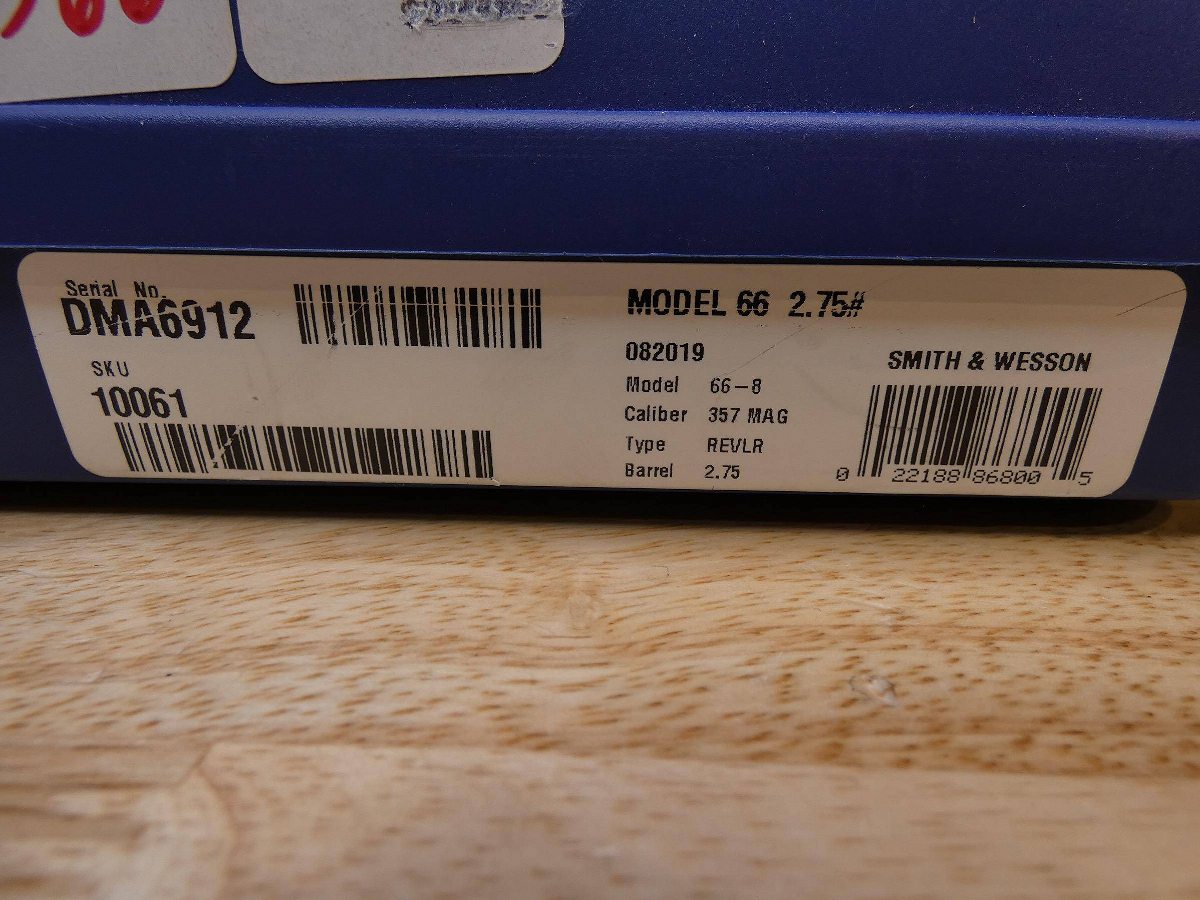 Serial No.
DMA6912
SKU
10061
MODEL 66 2.75#
082019
Model 66-8
Caliber 357 MAG
Type REVLR
Barrel 2.75
SMITH & WESSON
0 22188 86800 5